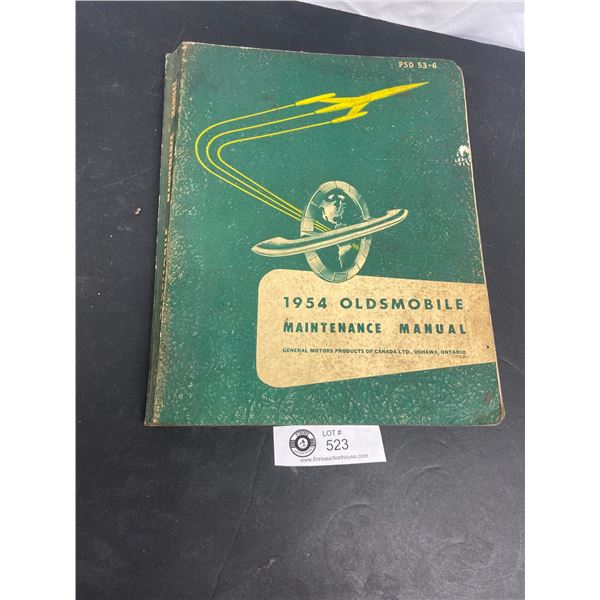 PSD 53-6
1954 OLDSMOBILE
MAINTENANCE MANUAL
GENERAL MOTORS PRODUCTS OF CANADA LTD., OSHAWA, ONTARIO
LOT #
523
www.finnsauctionhouse.com